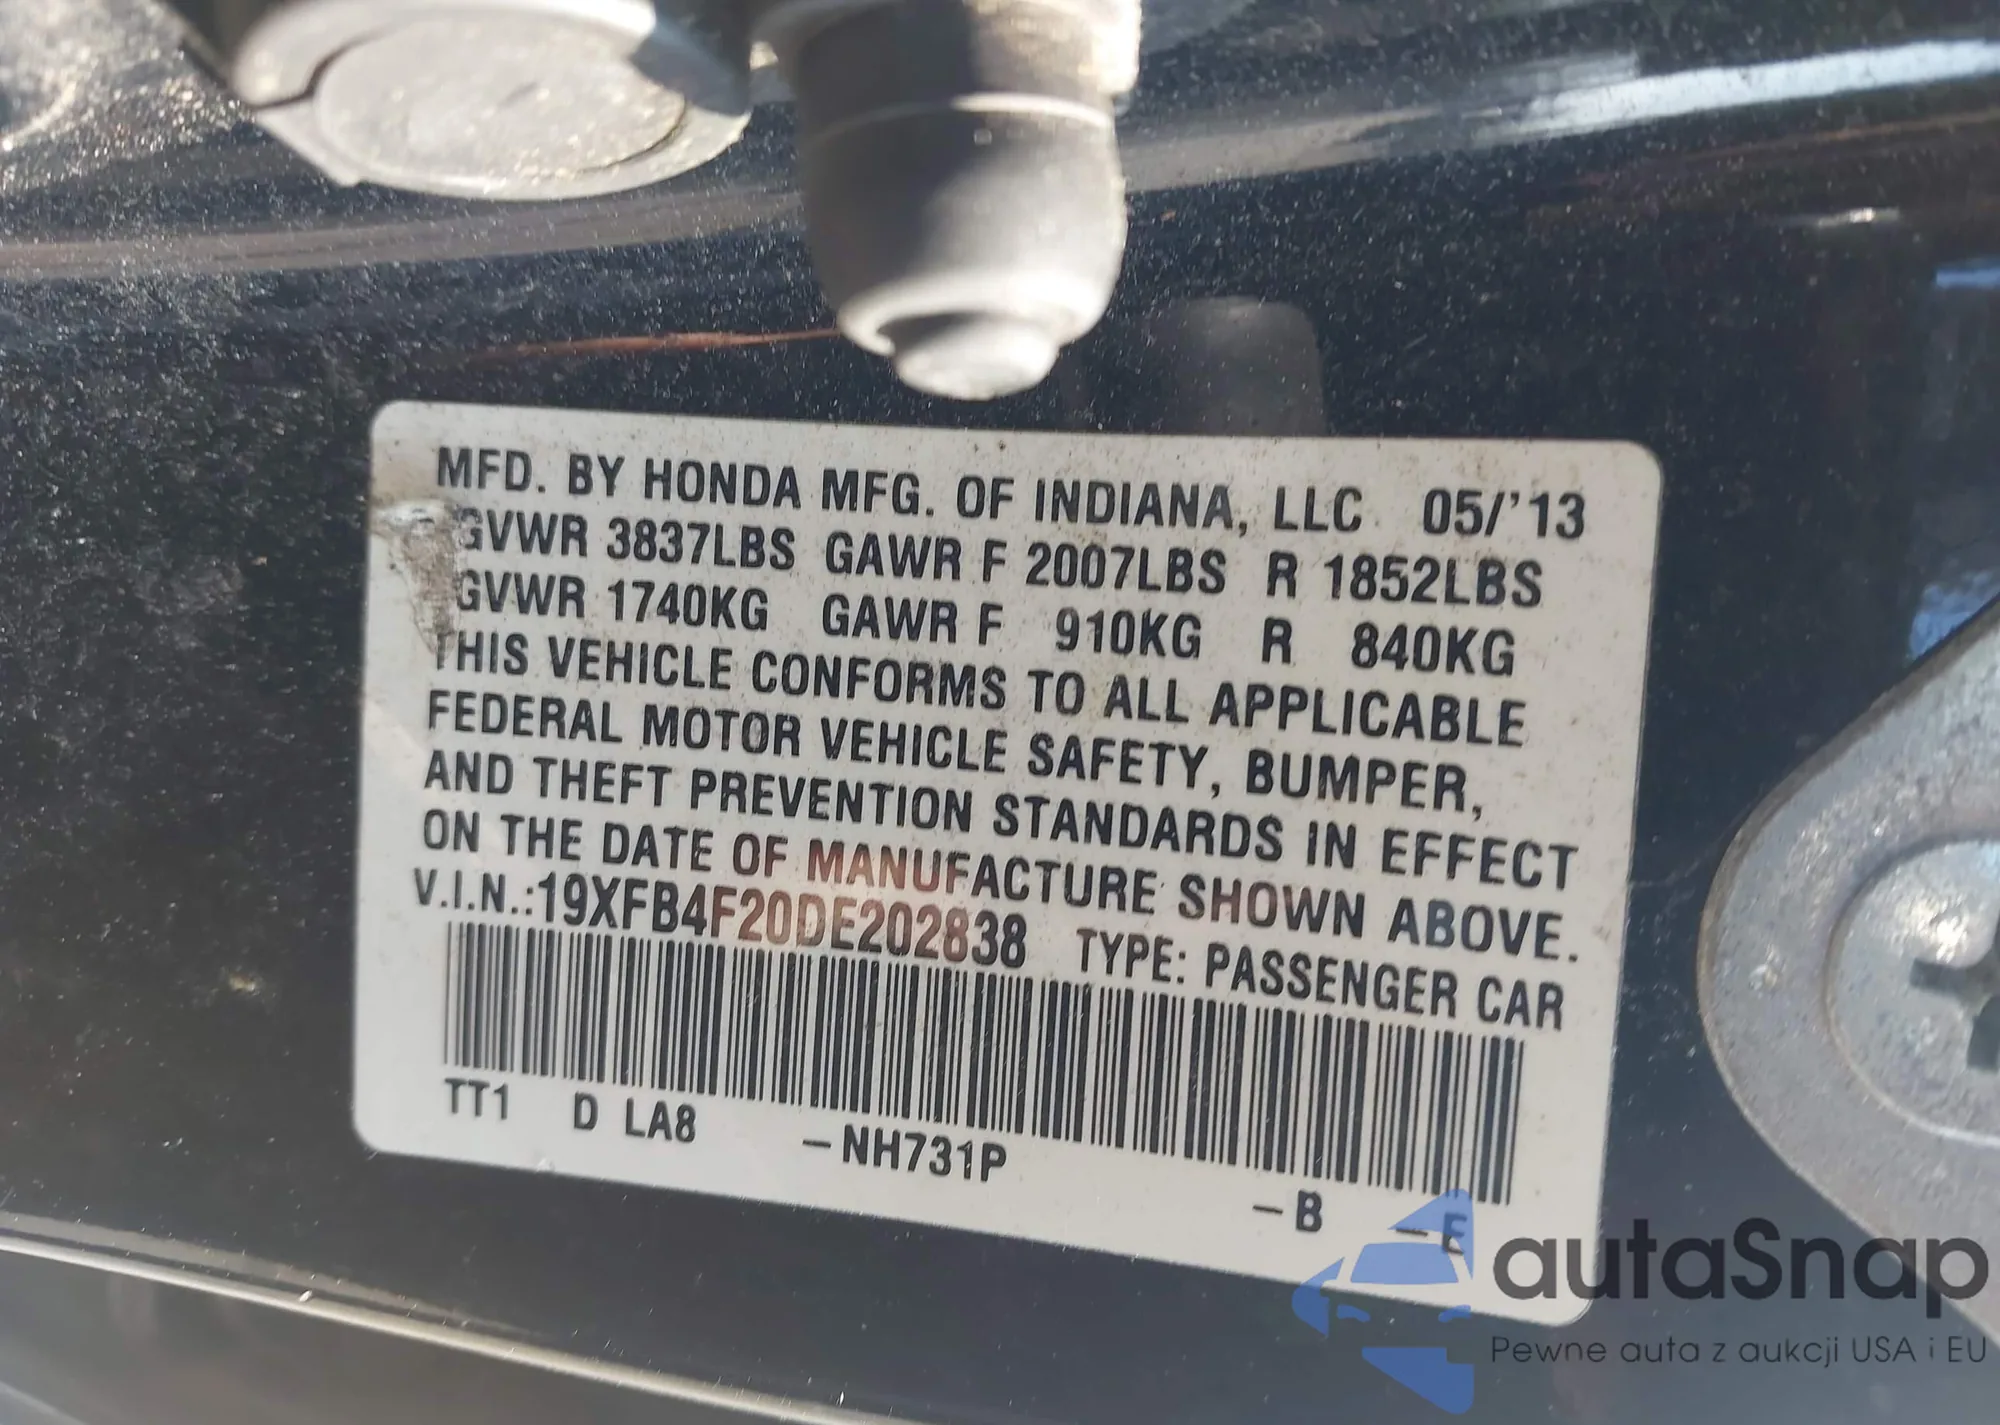 MFD. BY HONDA MFG. OF INDIANA, LLC 05/'13
GVWR 3837LBS GAWR F 2007LBS R 1852LBS
GVWR 1740KG GAWR F 910KG R 840KG
THIS VEHICLE CONFORMS TO ALL APPLICABLE
FEDERAL MOTOR VEHICLE SAFETY, BUMPER,
AND THEFT PREVENTION STANDARDS IN EFFECT
ON THE DATE OF MANUFACTURE SHOWN ABOVE.
V.I.N.:19XFB4F20DE202838 TYPE: PASSENGER CAR
TT1 D LA8 –NH731P –B –E
autaSnap
Pewne auta z aukcji USA i EU